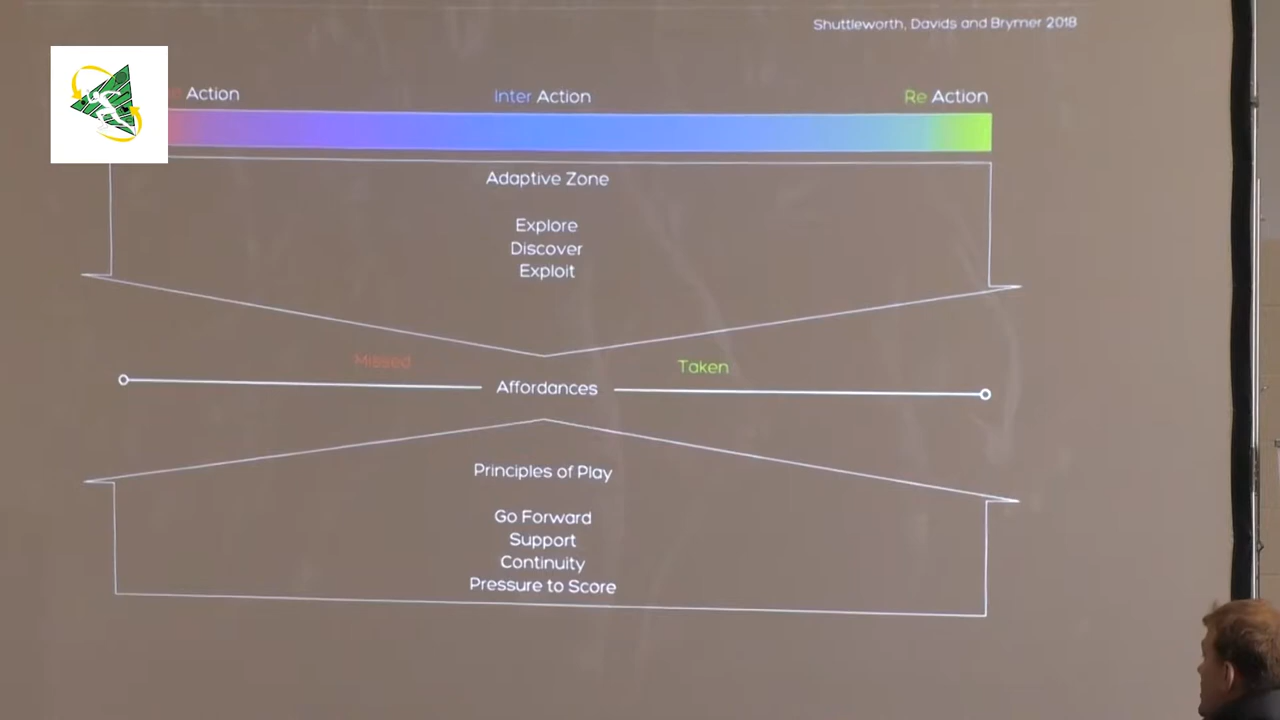 Shuttleworth, Davids and Brymer 2018
Action
Inter Action
Re Action
Adaptive Zone
Explore
Discover
Exploit
Missed
Taken
Affordances
Principles of Play
Go Forward
Support
Continuity
Pressure to Score